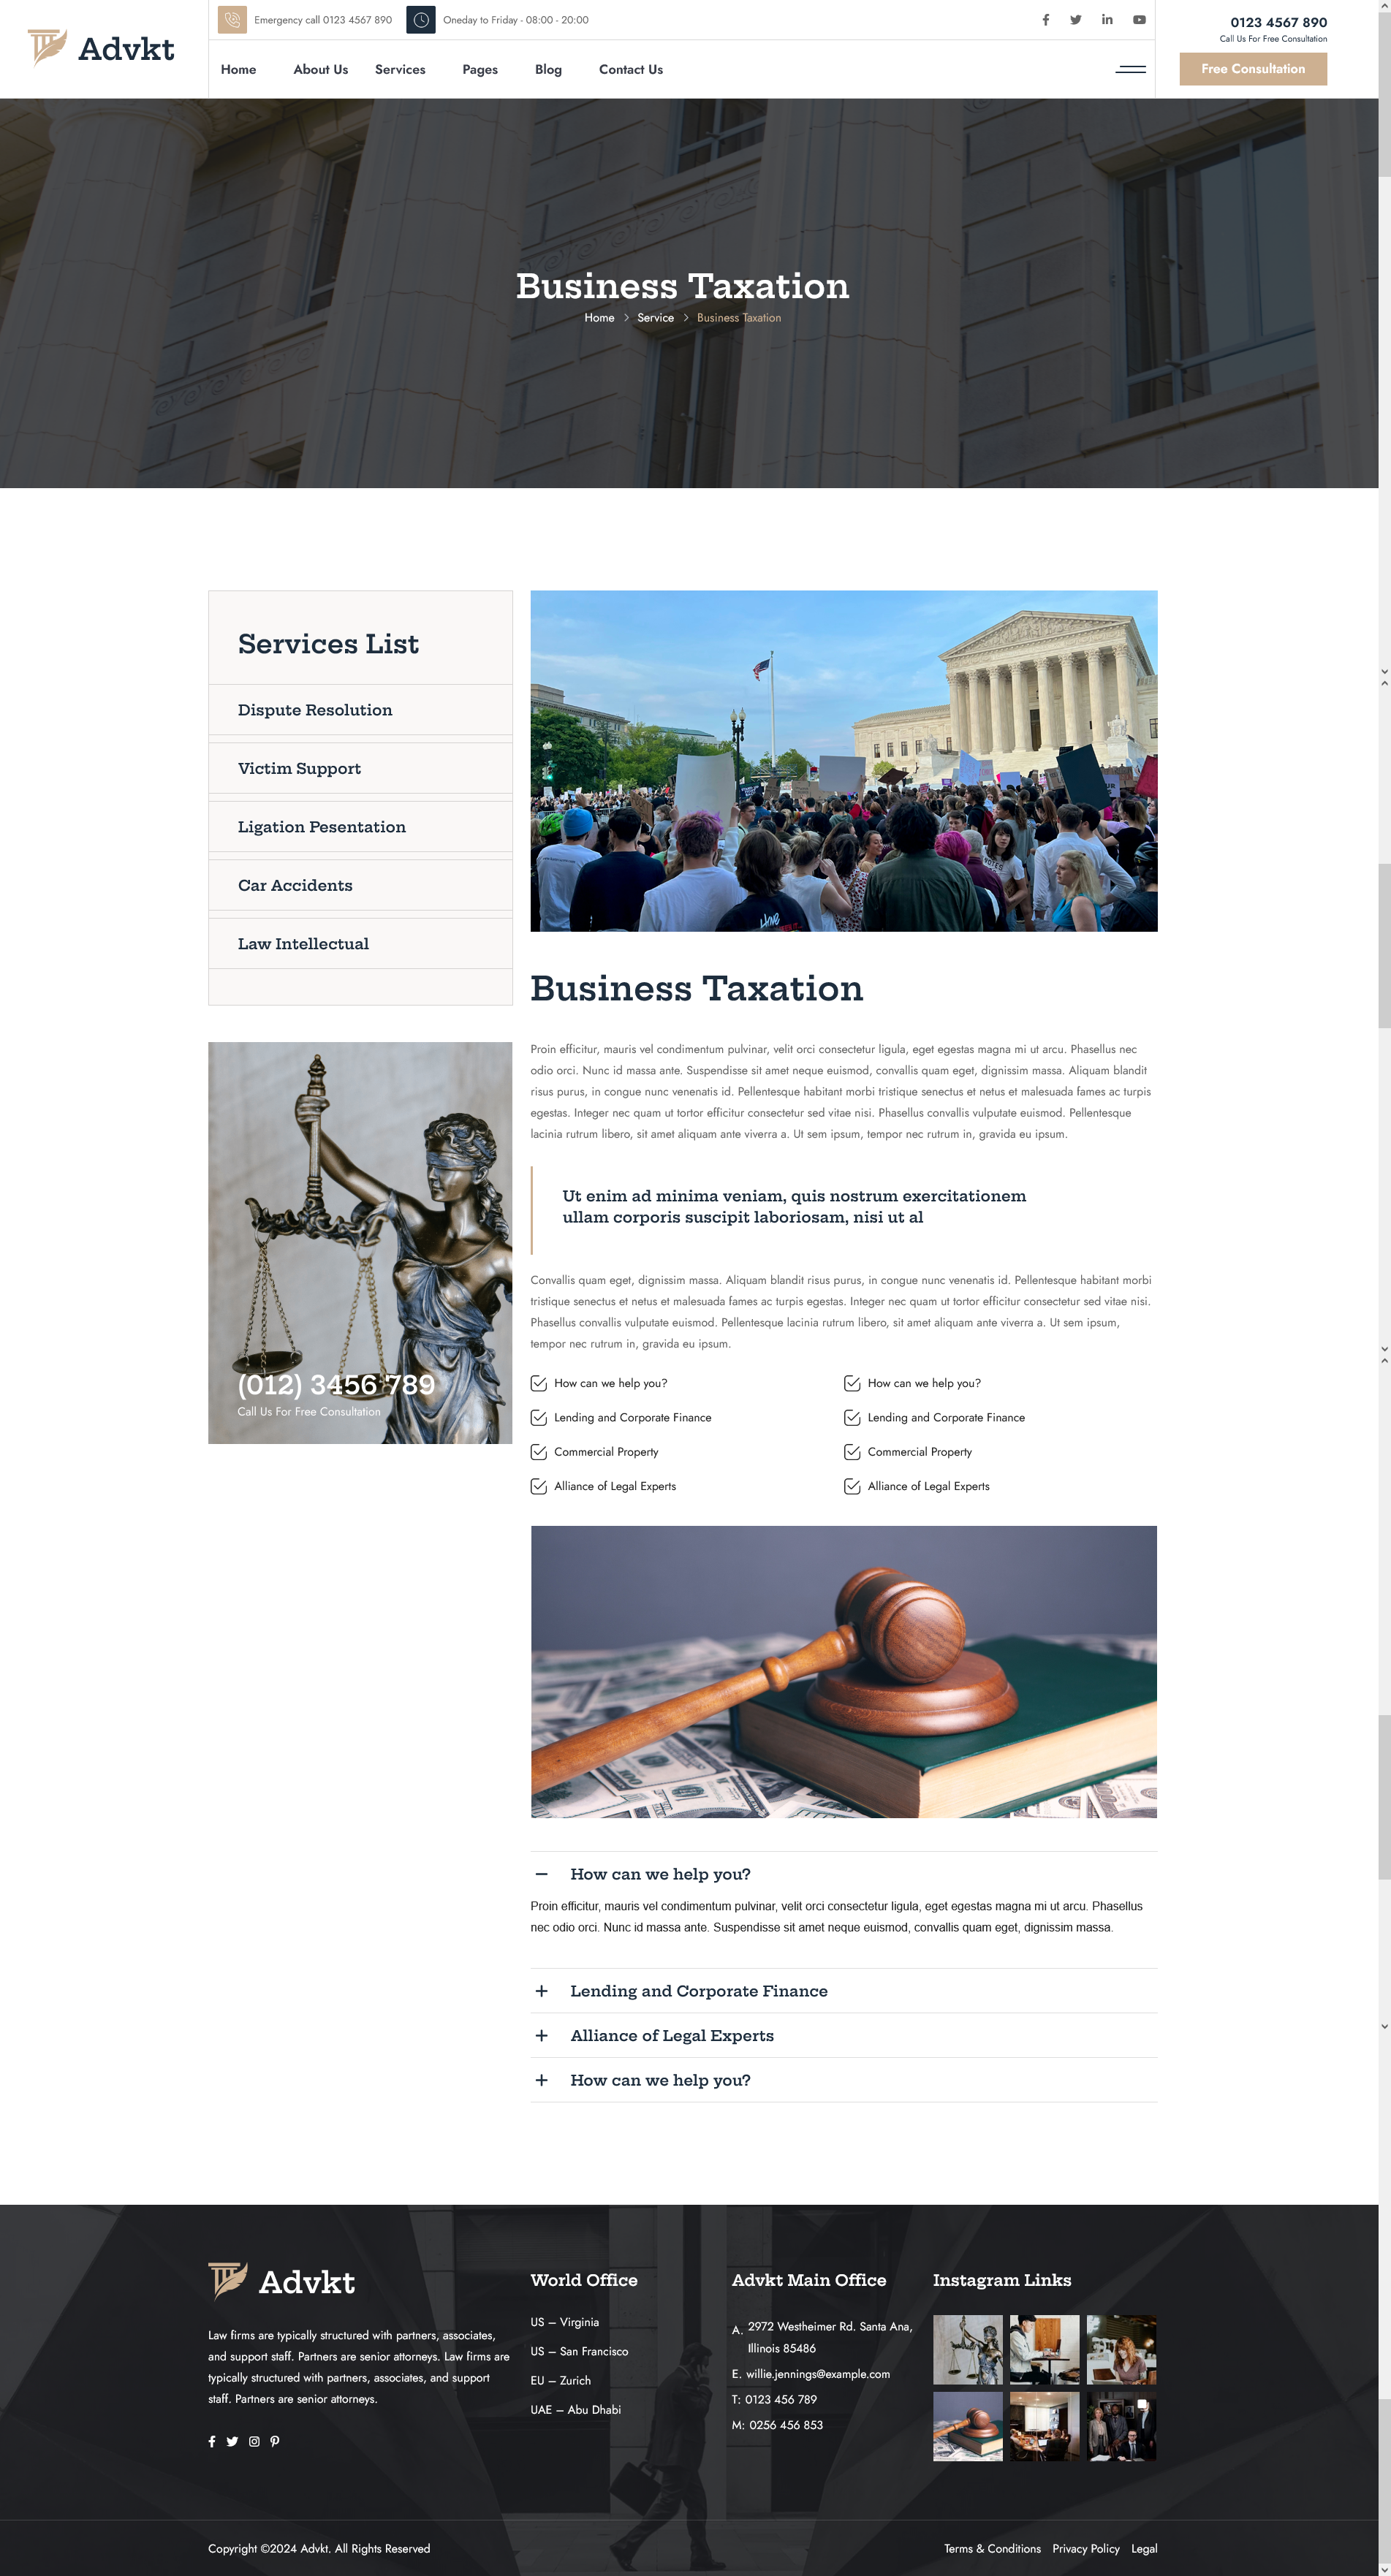 Advkt
Emergency call 0123 4567 890
Oneday to Friday - 08:00 - 20:00
0123 4567 890
Call Us For Free Consultation
Home
About Us
Services
Pages
Blog
Contact Us
Free Consultation
Business Taxation
Home
Service
Business Taxation
Services List
Dispute Resolution
Victim Support
Ligation Pesentation
Car Accidents
Law Intellectual
(012) 3456 789
Call Us For Free Consultation
Business Taxation
Proin efficitur, mauris vel condimentum pulvinar, velit orci consectetur ligula, eget egestas magna mi ut arcu. Phasellus nec
odio orci. Nunc id massa ante. Suspendisse sit amet neque euismod, convallis quam eget, dignissim massa. Aliquam blandit
risus purus, in congue nunc venenatis id. Pellentesque habitant morbi tristique senectus et netus et malesuada fames ac turpis
egestas. Integer nec quam ut tortor efficitur consectetur sed vitae nisi. Phasellus convallis vulputate euismod. Pellentesque
lacinia rutrum libero, sit amet aliquam ante viverra a. Ut sem ipsum, tempor nec rutrum in, gravida eu ipsum.
Ut enim ad minima veniam, quis nostrum exercitationem
ullam corporis suscipit laboriosam, nisi ut al
Convallis quam eget, dignissim massa. Aliquam blandit risus purus, in congue nunc venenatis id. Pellentesque habitant morbi
tristique senectus et netus et malesuada fames ac turpis egestas. Integer nec quam ut tortor efficitur consectetur sed vitae nisi.
Phasellus convallis vulputate euismod. Pellentesque lacinia rutrum libero, sit amet aliquam ante viverra a. Ut sem ipsum,
tempor nec rutrum in, gravida eu ipsum.
How can we help you?
How can we help you?
Lending and Corporate Finance
Lending and Corporate Finance
Commercial Property
Commercial Property
Alliance of Legal Experts
Alliance of Legal Experts
How can we help you?
Proin efficitur, mauris vel condimentum pulvinar, velit orci consectetur ligula, eget egestas magna mi ut arcu. Phasellus
nec odio orci. Nunc id massa ante. Suspendisse sit amet neque euismod, convallis quam eget, dignissim massa.
Lending and Corporate Finance
Alliance of Legal Experts
How can we help you?
Advkt
Law firms are typically structured with partners, associates,
and support staff. Partners are senior attorneys. Law firms are
typically structured with partners, associates, and support
staff. Partners are senior attorneys.
World Office
US – Virginia
US – San Francisco
EU – Zurich
UAE – Abu Dhabi
Advkt Main Office
A. 2972 Westheimer Rd. Santa Ana,
Illinois 85486
E. willie.jennings@example.com
T: 0123 456 789
M: 0256 456 853
Instagram Links
Copyright ©2024 Advkt. All Rights Reserved
Terms & Conditions
Privacy Policy
Legal